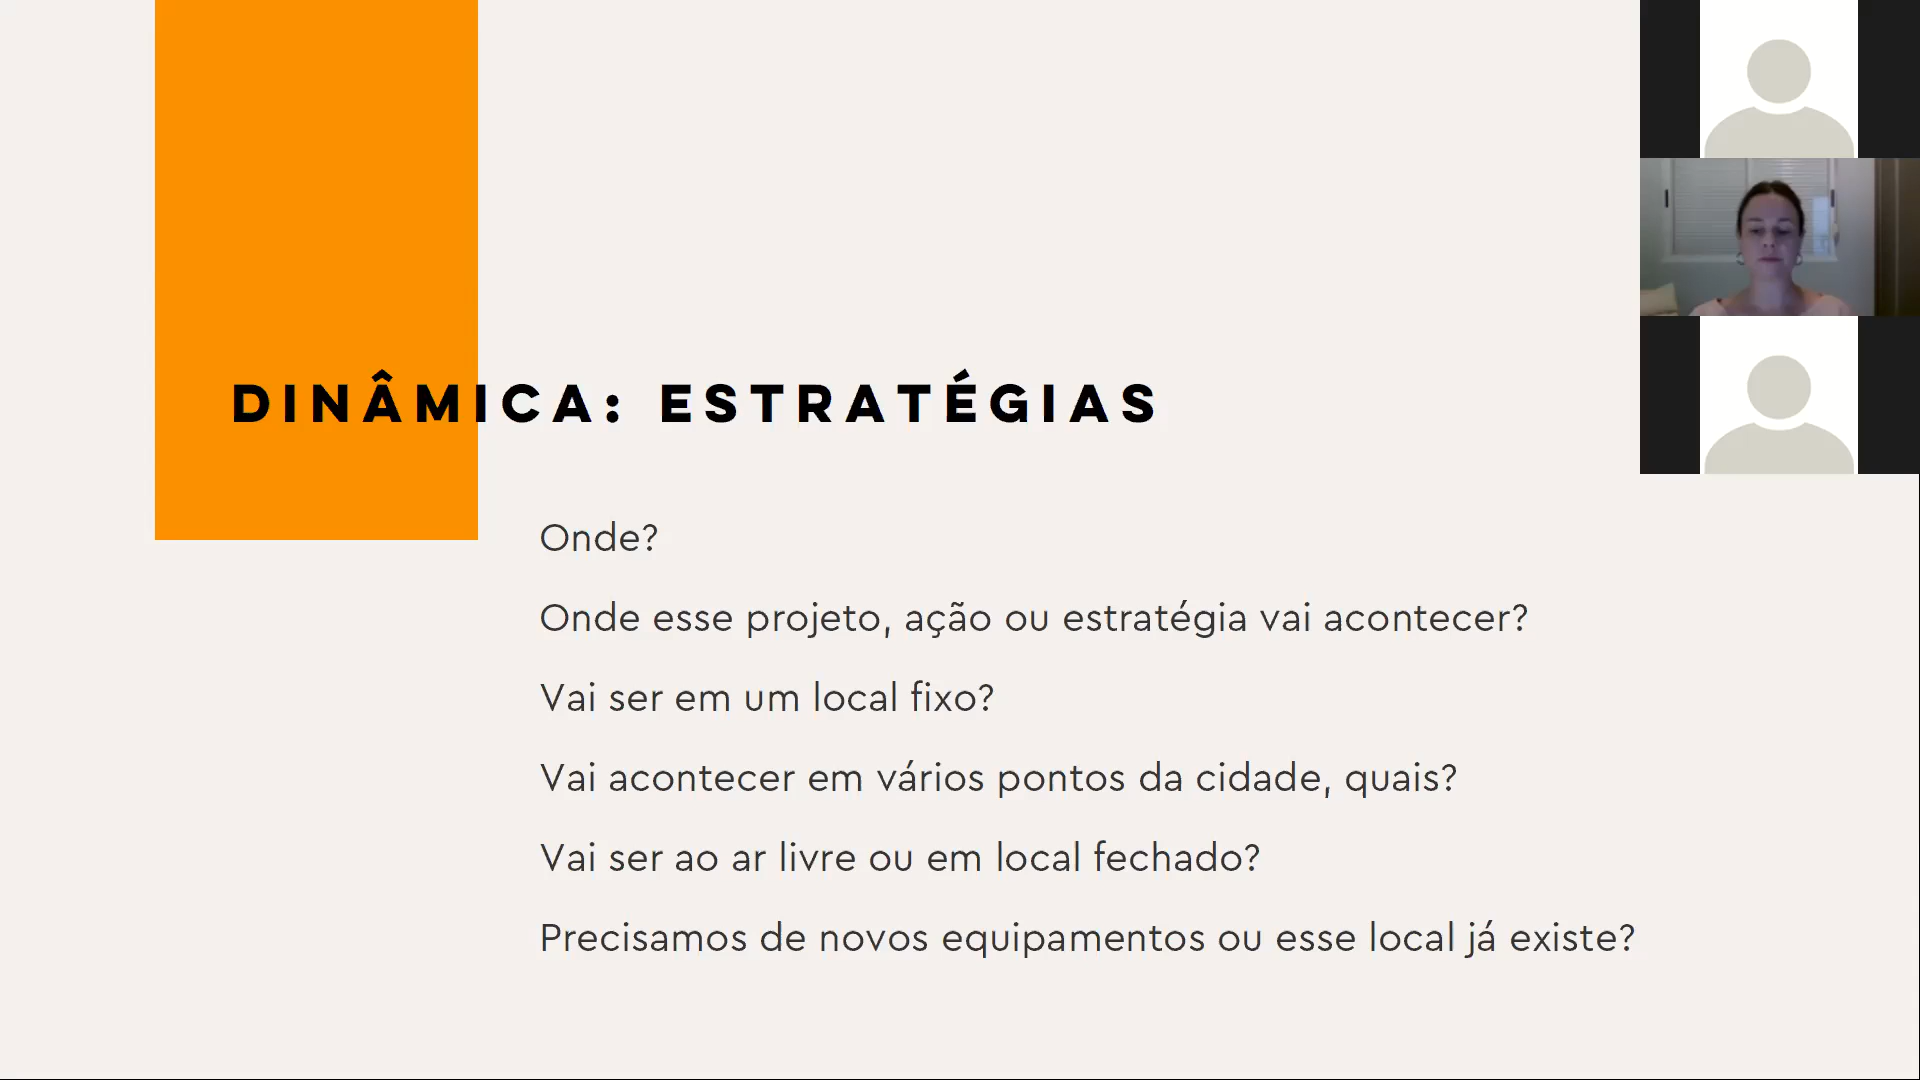 DINÂMICA: ESTRATÉGIAS
Onde?
Onde esse projeto, ação ou estratégia vai acontecer?
Vai ser em um local fixo?
Vai acontecer em vários pontos da cidade, quais?
Vai ser ao ar livre ou em local fechado?
Precisamos de novos equipamentos ou esse local já existe?